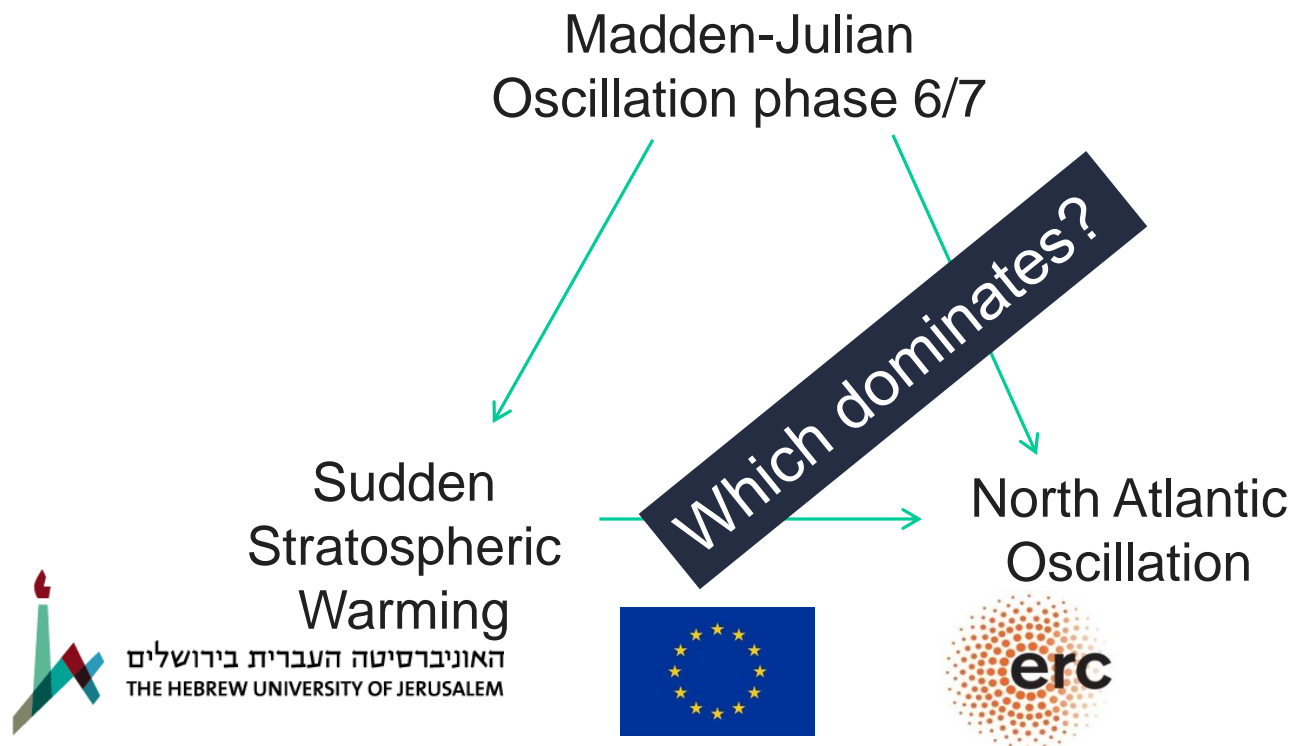 Madden-Julian
Oscillation phase 6/7
Which dominates?
Sudden
Stratospheric
Warming
North Atlantic
Oscillation
האוניברסיטה העברית בירושלים
THE HEBREW UNIVERSITY OF JERUSALEM
erc